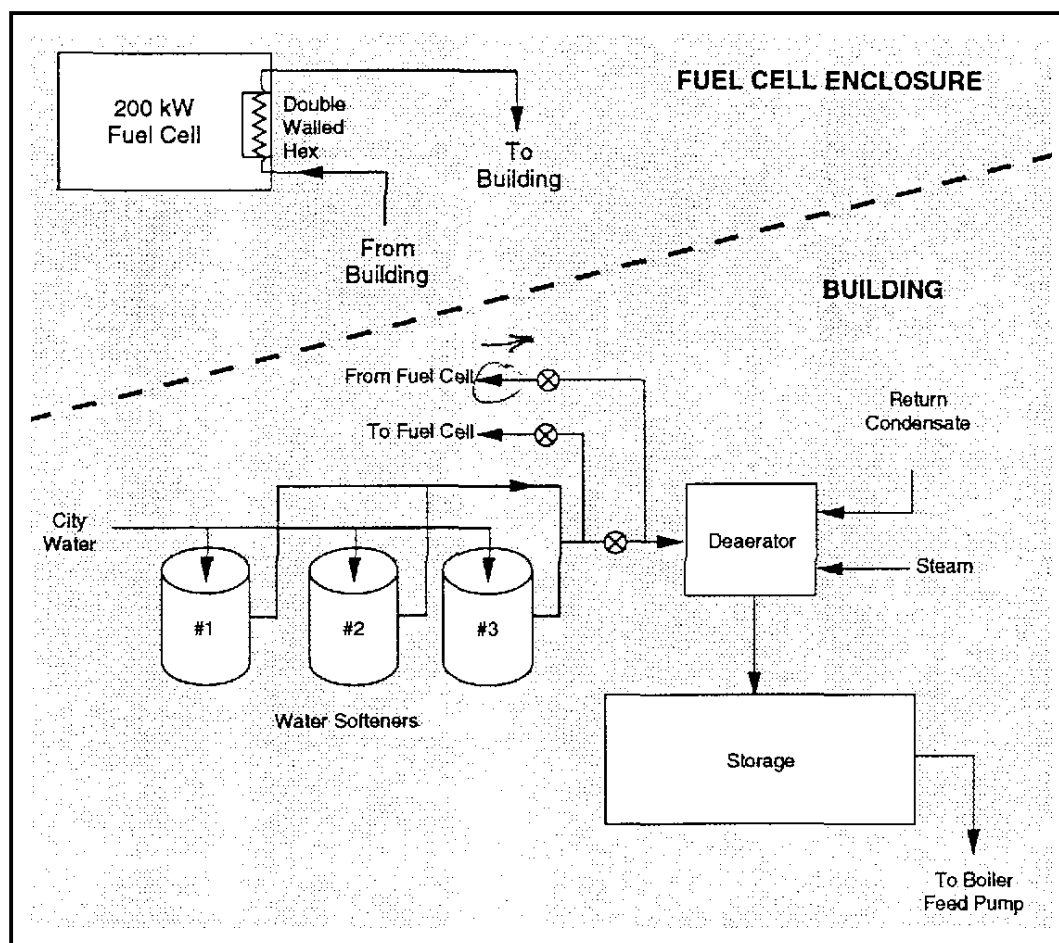 FUEL CELL ENCLOSURE
200 kW
Fuel Cell
Double
Walled
Hex
To
Building
From
Building
BUILDING
From Fuel Cell
To Fuel Cell
Return
Condensate
City
Water
Deaerator
Steam
#1
#2
#3
Water Softeners
Storage
To Boiler
Feed Pump